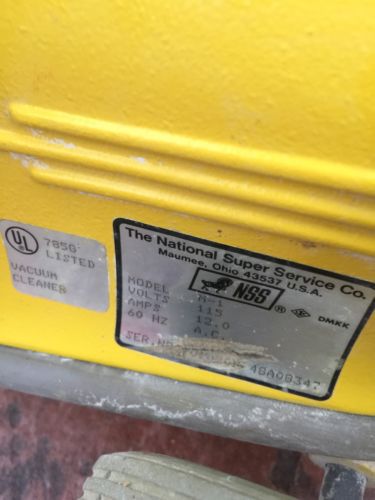 UL
785G
LISTED
VACUUM
CLEANER
The National Super Service Co.
Maumee, Ohio 43537 U.S.A.
NSS ® DMKK
MODEL M-1
VOLTS 115
AMPS 12.0
60 HZ A.C.
SER.NO. 48A08347